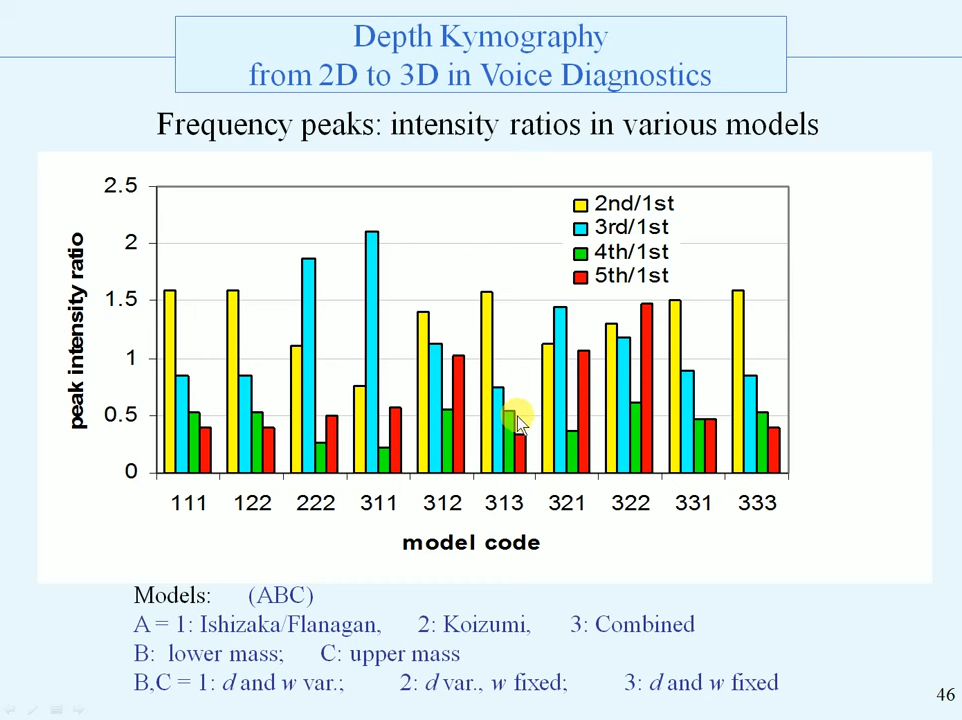 Depth Kymography
from 2D to 3D in Voice Diagnostics
Frequency peaks: intensity ratios in various models
2.5
2
1.5
1
0.5
0
peak intensity ratio
2nd/1st
3rd/1st
4th/1st
5th/1st
111 122 222 311 312 313 321 322 331 333
model code
Models: (ABC)
A = 1: Ishizaka/Flanagan, 2: Koizumi, 3: Combined
B: lower mass; C: upper mass
B,C = 1: d and w var.; 2: d var., w fixed; 3: d and w fixed
46